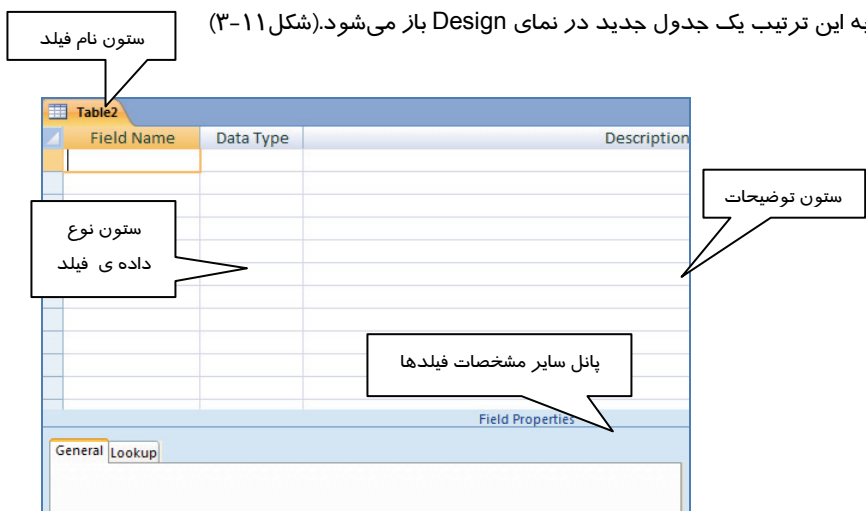 به این ترتیب یک جدول جدید در نمای Design باز می‌شود.(شکل۱۱-۳)
ستون نام فیلد
Table2
Field Name Data Type Description
ستون توضیحات
ستون نوع
داده ی فیلد
پانل سایر مشخصات فیلدها
Field Properties
General Lookup